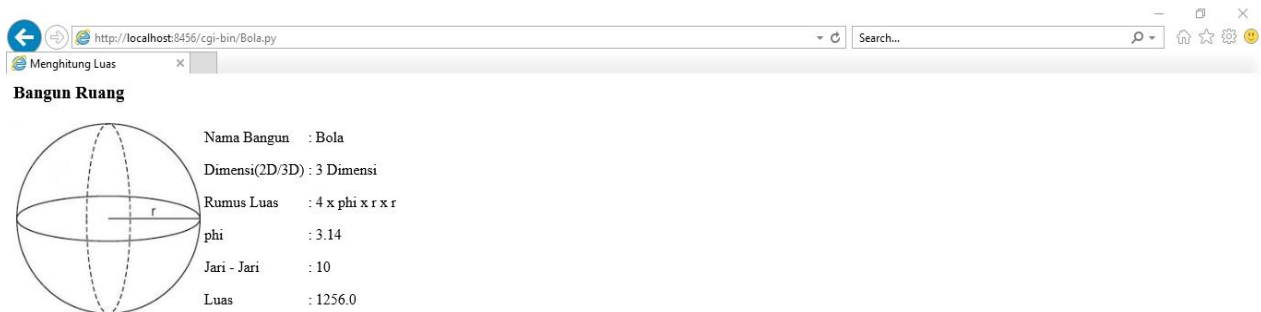 http://localhost:8456/cgi-bin/Bola.py
Search...
Menghitung Luas
Bangun Ruang
r
Nama Bangun : Bola
Dimensi(2D/3D) : 3 Dimensi
Rumus Luas : 4 x phi x r x r
phi : 3.14
Jari - Jari : 10
Luas : 1256.0